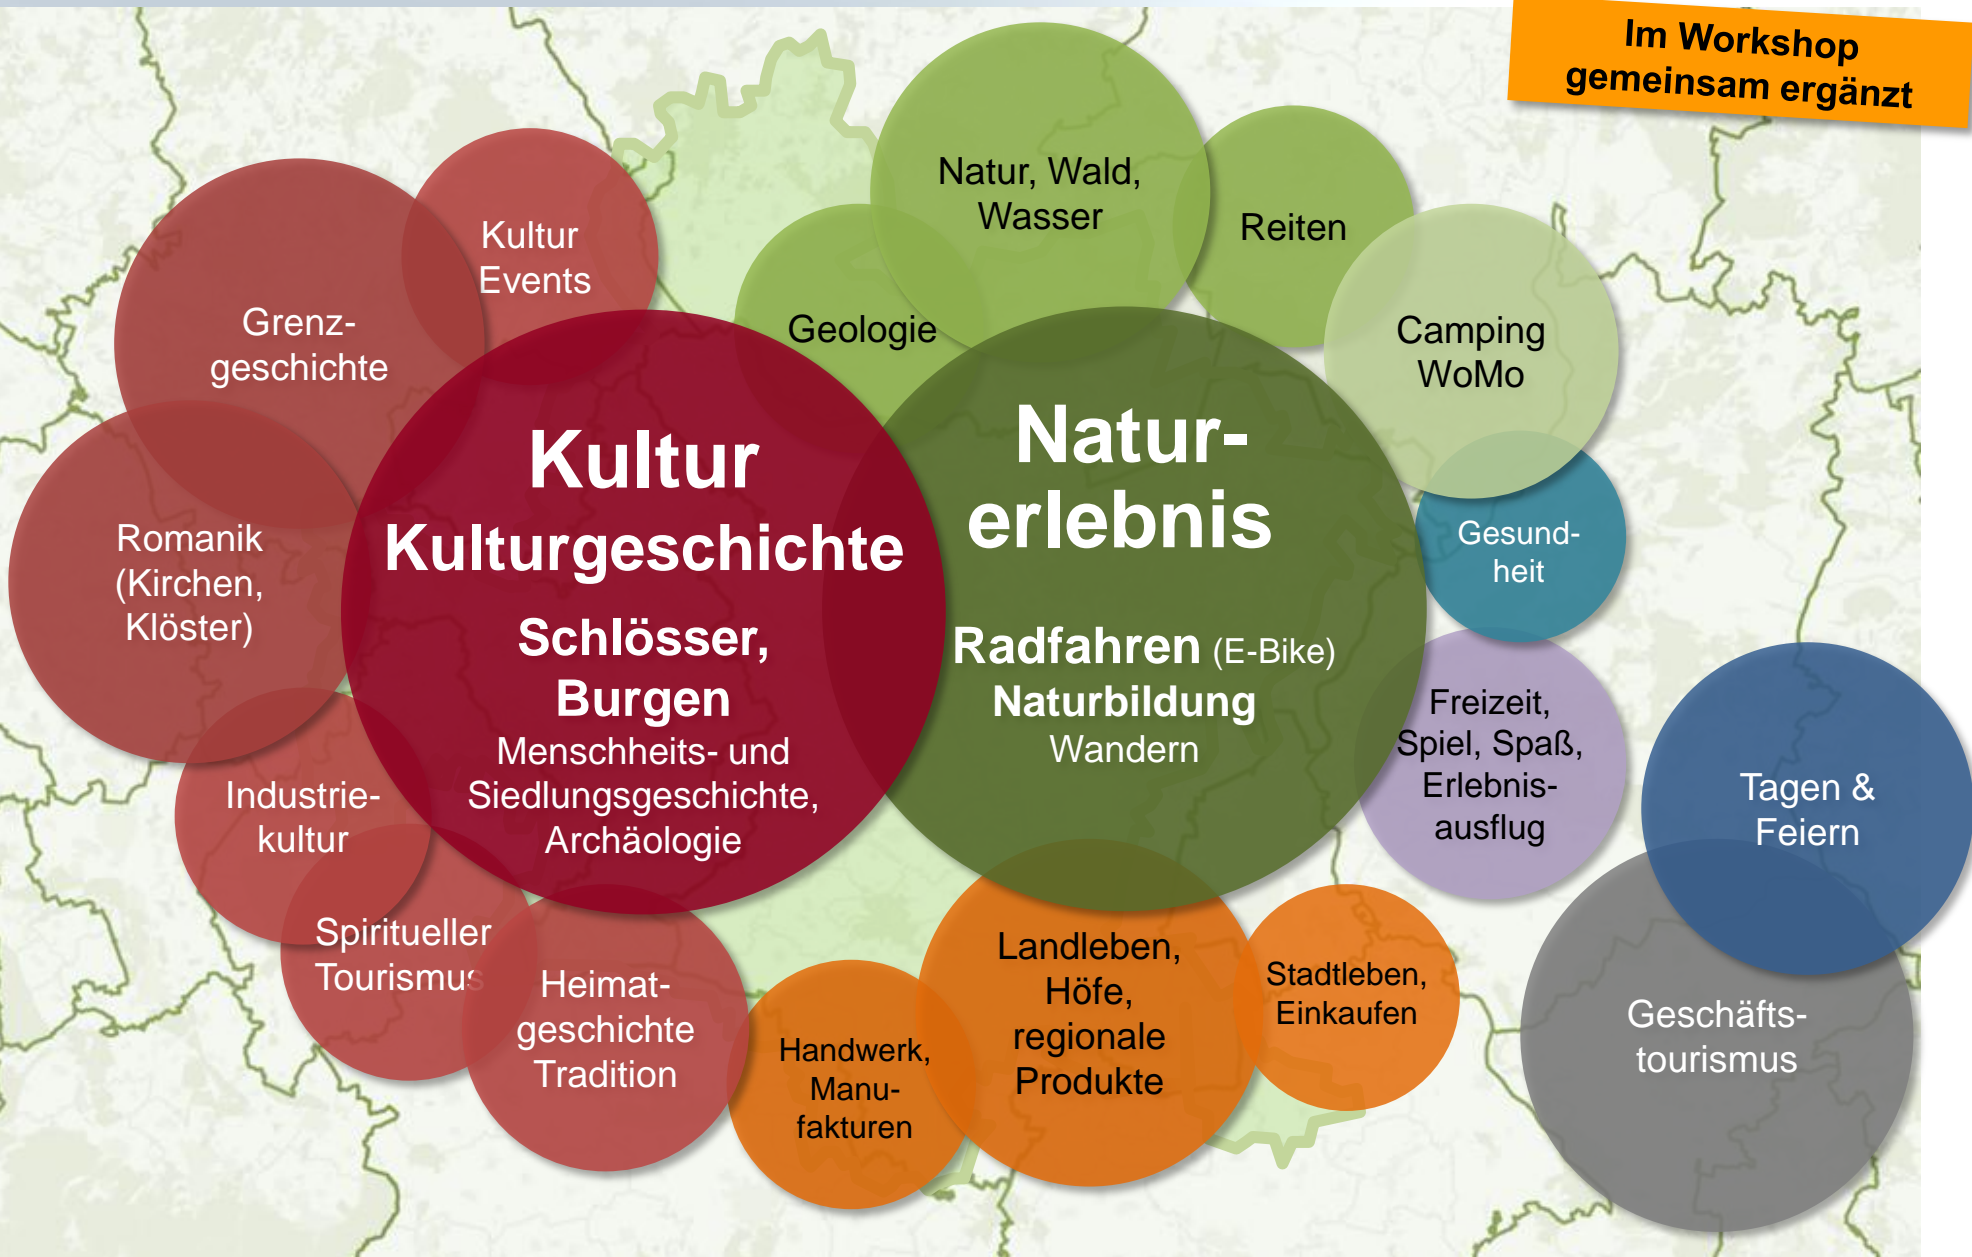 Im Workshop
gemeinsam ergänzt
Natur, Wald,
Wasser
Reiten
Kultur
Events
Geologie
Camping
WoMo
Grenz-
geschichte
Kultur
Kulturgeschichte
Schlösser,
Burgen
Menschheits- und
Siedlungsgeschichte,
Archäologie
Natur-
erlebnis
Radfahren (E-Bike)
Naturbildung
Wandern
Romanik
(Kirchen,
Klöster)
Gesund-
heit
Freizeit,
Spiel, Spaß,
Erlebnis-
ausflug
Tagen &
Feiern
Industrie-
kultur
Spiritueller
Tourismus
Heimat-
geschichte
Tradition
Handwerk,
Manu-
fakturen
Landleben,
Höfe,
regionale
Produkte
Stadtleben,
Einkaufen
Geschäfts-
tourismus